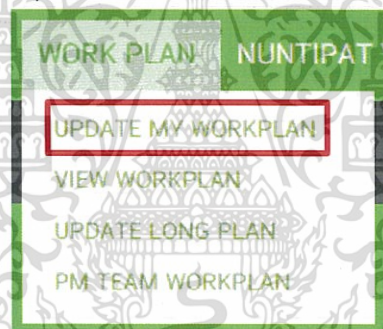 WORK PLAN NUNTIPAT
UPDATE MY WORKPLAN
VIEW WORKPLAN
UPDATE LONG PLAN
PM TEAM WORKPLAN